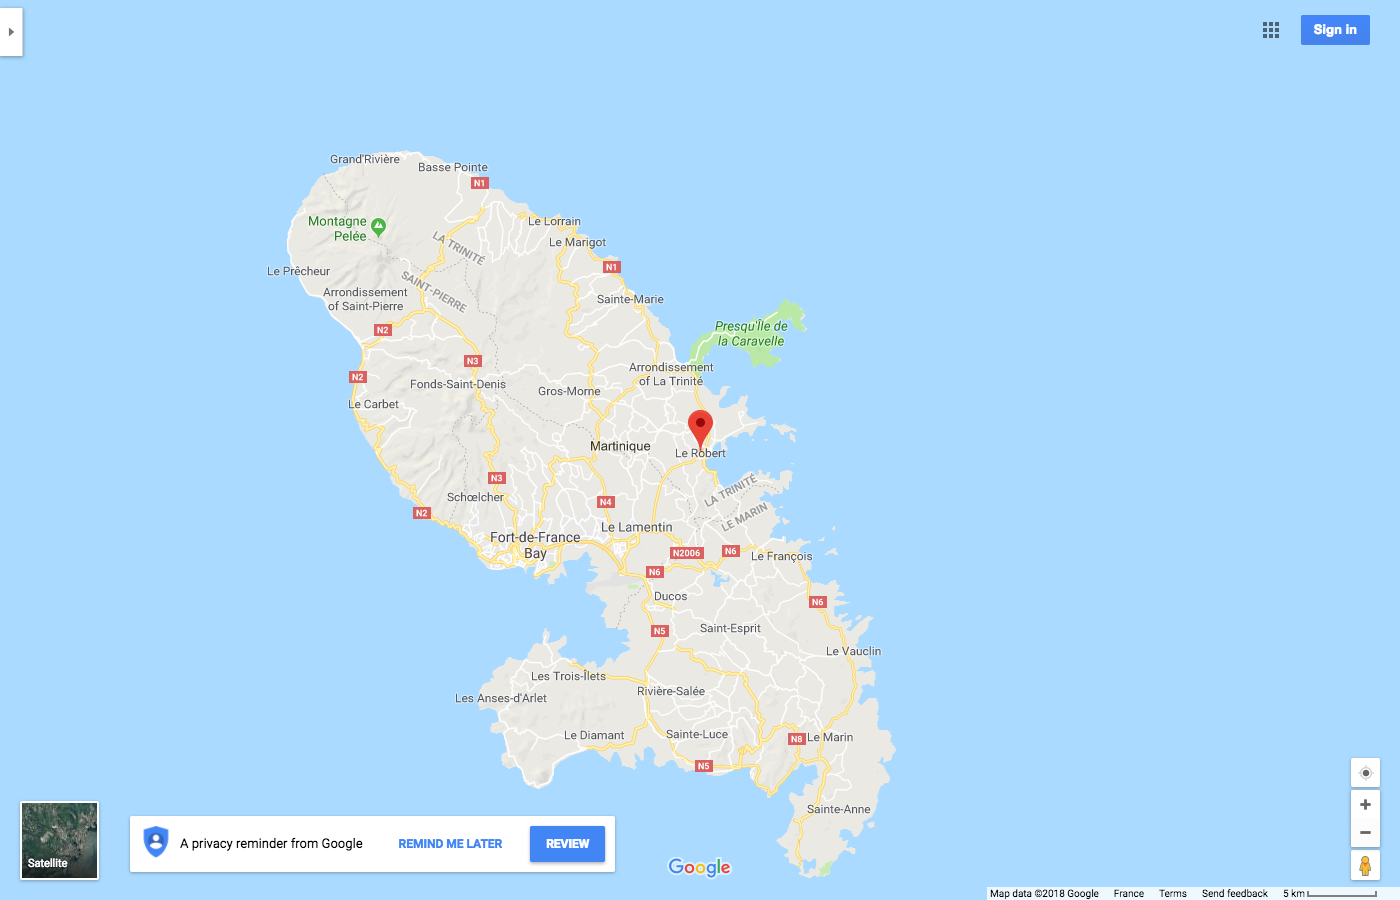 Sign in
Grand'Rivière
Basse Pointe
N1
Montagne
Pelée
Le Lorrain
LA TRINITÉ
Le Marigot
Le Prêcheur
N1
SAINT-PIERRE
Arrondissement
of Saint-Pierre
Sainte-Marie
N2
Presqu'Île de
la Caravelle
N3
Arrondissement
of La Trinité
N2
Fonds-Saint-Denis
Gros-Morne
Le Carbet
Martinique
Le Robert
N3
LA TRINITÉ
Schœlcher
N4
N2
LE MARIN
Le Lamentin
Fort-de-France
Bay
N2006
N6
Le François
N6
Ducos
N6
N5
Saint-Esprit
Le Vauclin
Les Trois-Îlets
Rivière-Salée
Les Anses-d'Arlet
Le Diamant
Sainte-Luce
N8
Le Marin
N5
Sainte-Anne
Satellite
A privacy reminder from Google
REMIND ME LATER
REVIEW
Google
Map data ©2018 Google
France
Terms
Send feedback
5 km